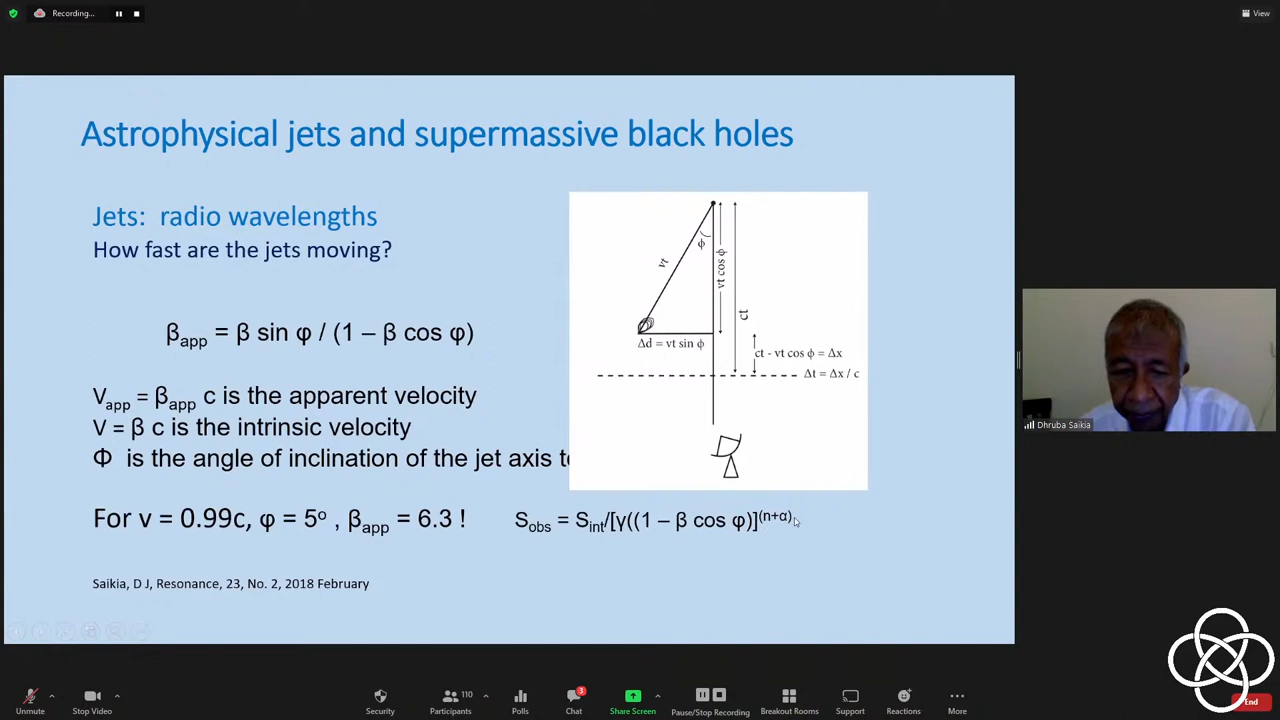 Recording...
View
Astrophysical jets and supermassive black holes
Jets: radio wavelengths
How fast are the jets moving?
β_app = β sin φ / (1 – β cos φ)
V_app = β_app c is the apparent velocity
V = β c is the intrinsic velocity
Φ is the angle of inclination of the jet axis to
For v = 0.99c, φ = 5º , β_app = 6.3 !
S_obs = S_int/[γ((1 – β cos φ)]^(n+α)
Saikia, D J, Resonance, 23, No. 2, 2018 February
ϕ
vt
vt cos ϕ
ct
Δd = vt sin ϕ
ct - vt cos ϕ = Δx
Δt = Δx / c
Dhruba Saikia
Unmute
Stop Video
Security
110
Participants
Polls
3
Chat
Share Screen
Pause/Stop Recording
Breakout Rooms
Support
Reactions
More
End